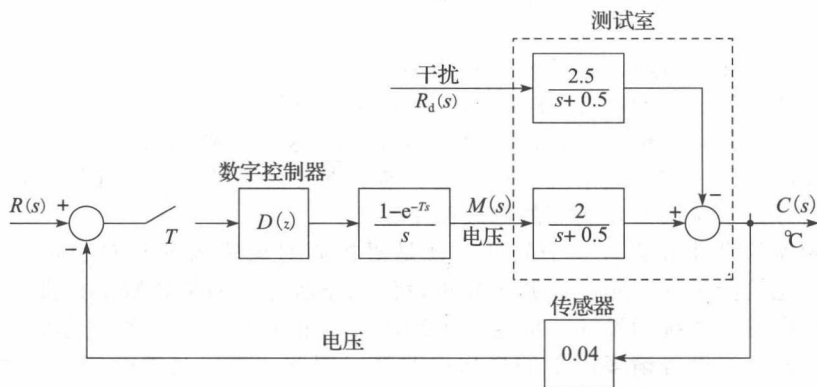 测试室
干扰
R_d(s)
2.5
s+0.5
数字控制器
R(s)
+
−
T
D(z)
1−e^{−Ts}
s
M(s)
电压
2
s+0.5
+
−
C(s)
℃
传感器
电压
0.04